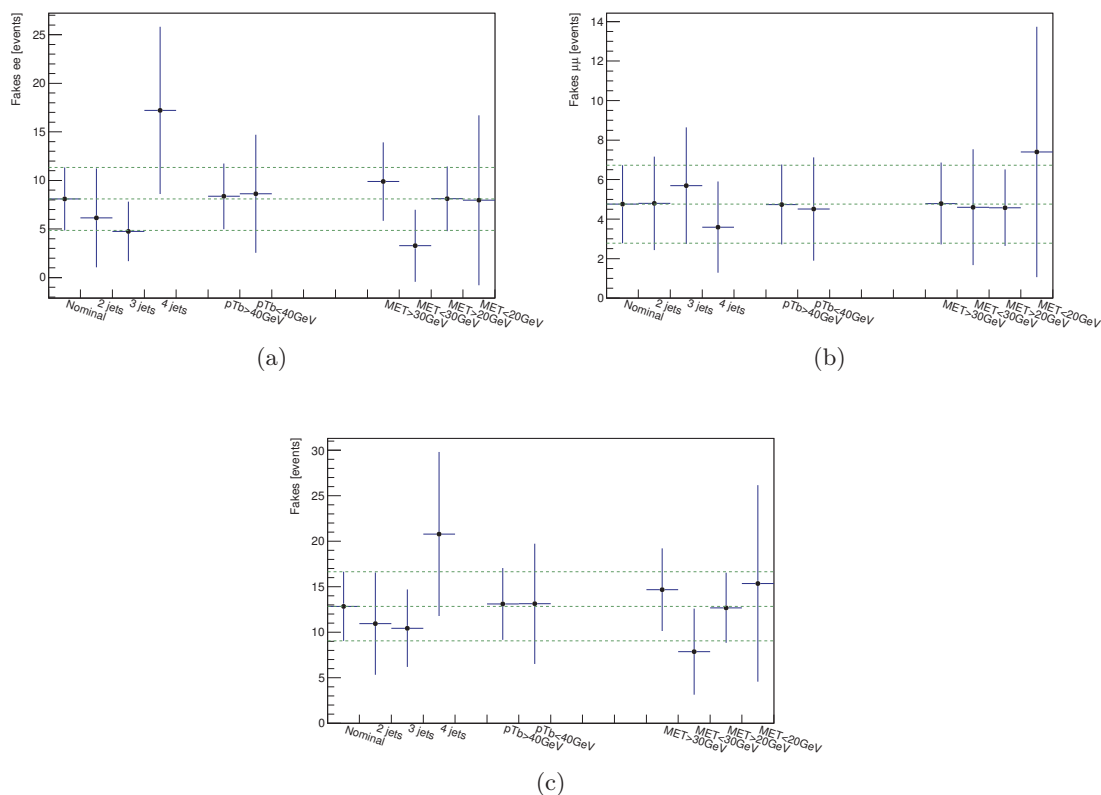 Fakes ee [events]
25
20
15
10
5
0
Nominal
2 jets
3 jets
4 jets
pTb>40GeV
pTb<40GeV
MET>30GeV
MET<30GeV
MET>20GeV
MET<20GeV
(a)
Fakes μμ [events]
14
12
10
8
6
4
2
0
Nominal
2 jets
3 jets
4 jets
pTb>40GeV
pTb<40GeV
MET>30GeV
MET<30GeV
MET>20GeV
MET<20GeV
(b)
Fakes [events]
30
25
20
15
10
5
0
Nominal
2 jets
3 jets
4 jets
pTb>40GeV
pTb<40GeV
MET>30GeV
MET<30GeV
MET>20GeV
MET<20GeV
(c)